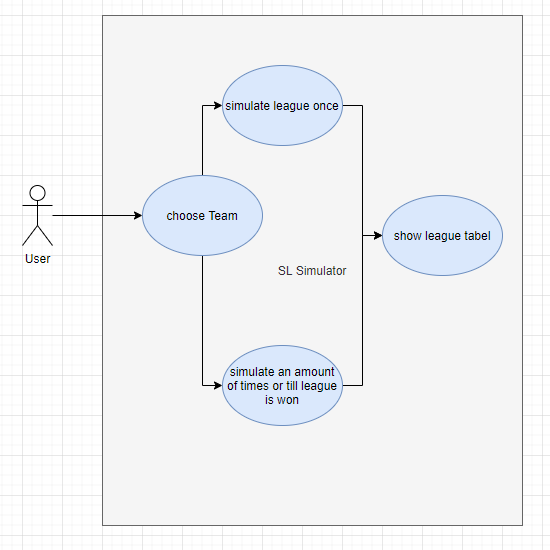 simulate league once
choose Team
User
show league tabel
SL Simulator
simulate an amount
of times or till league
is won